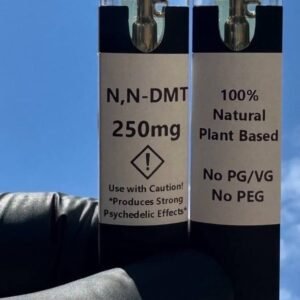 N,N-DMT
250mg
!
Use with Caution!
*Produces Strong
Psychedelic Effects*
100%
Natural
Plant Based
No PG/VG
No PEG